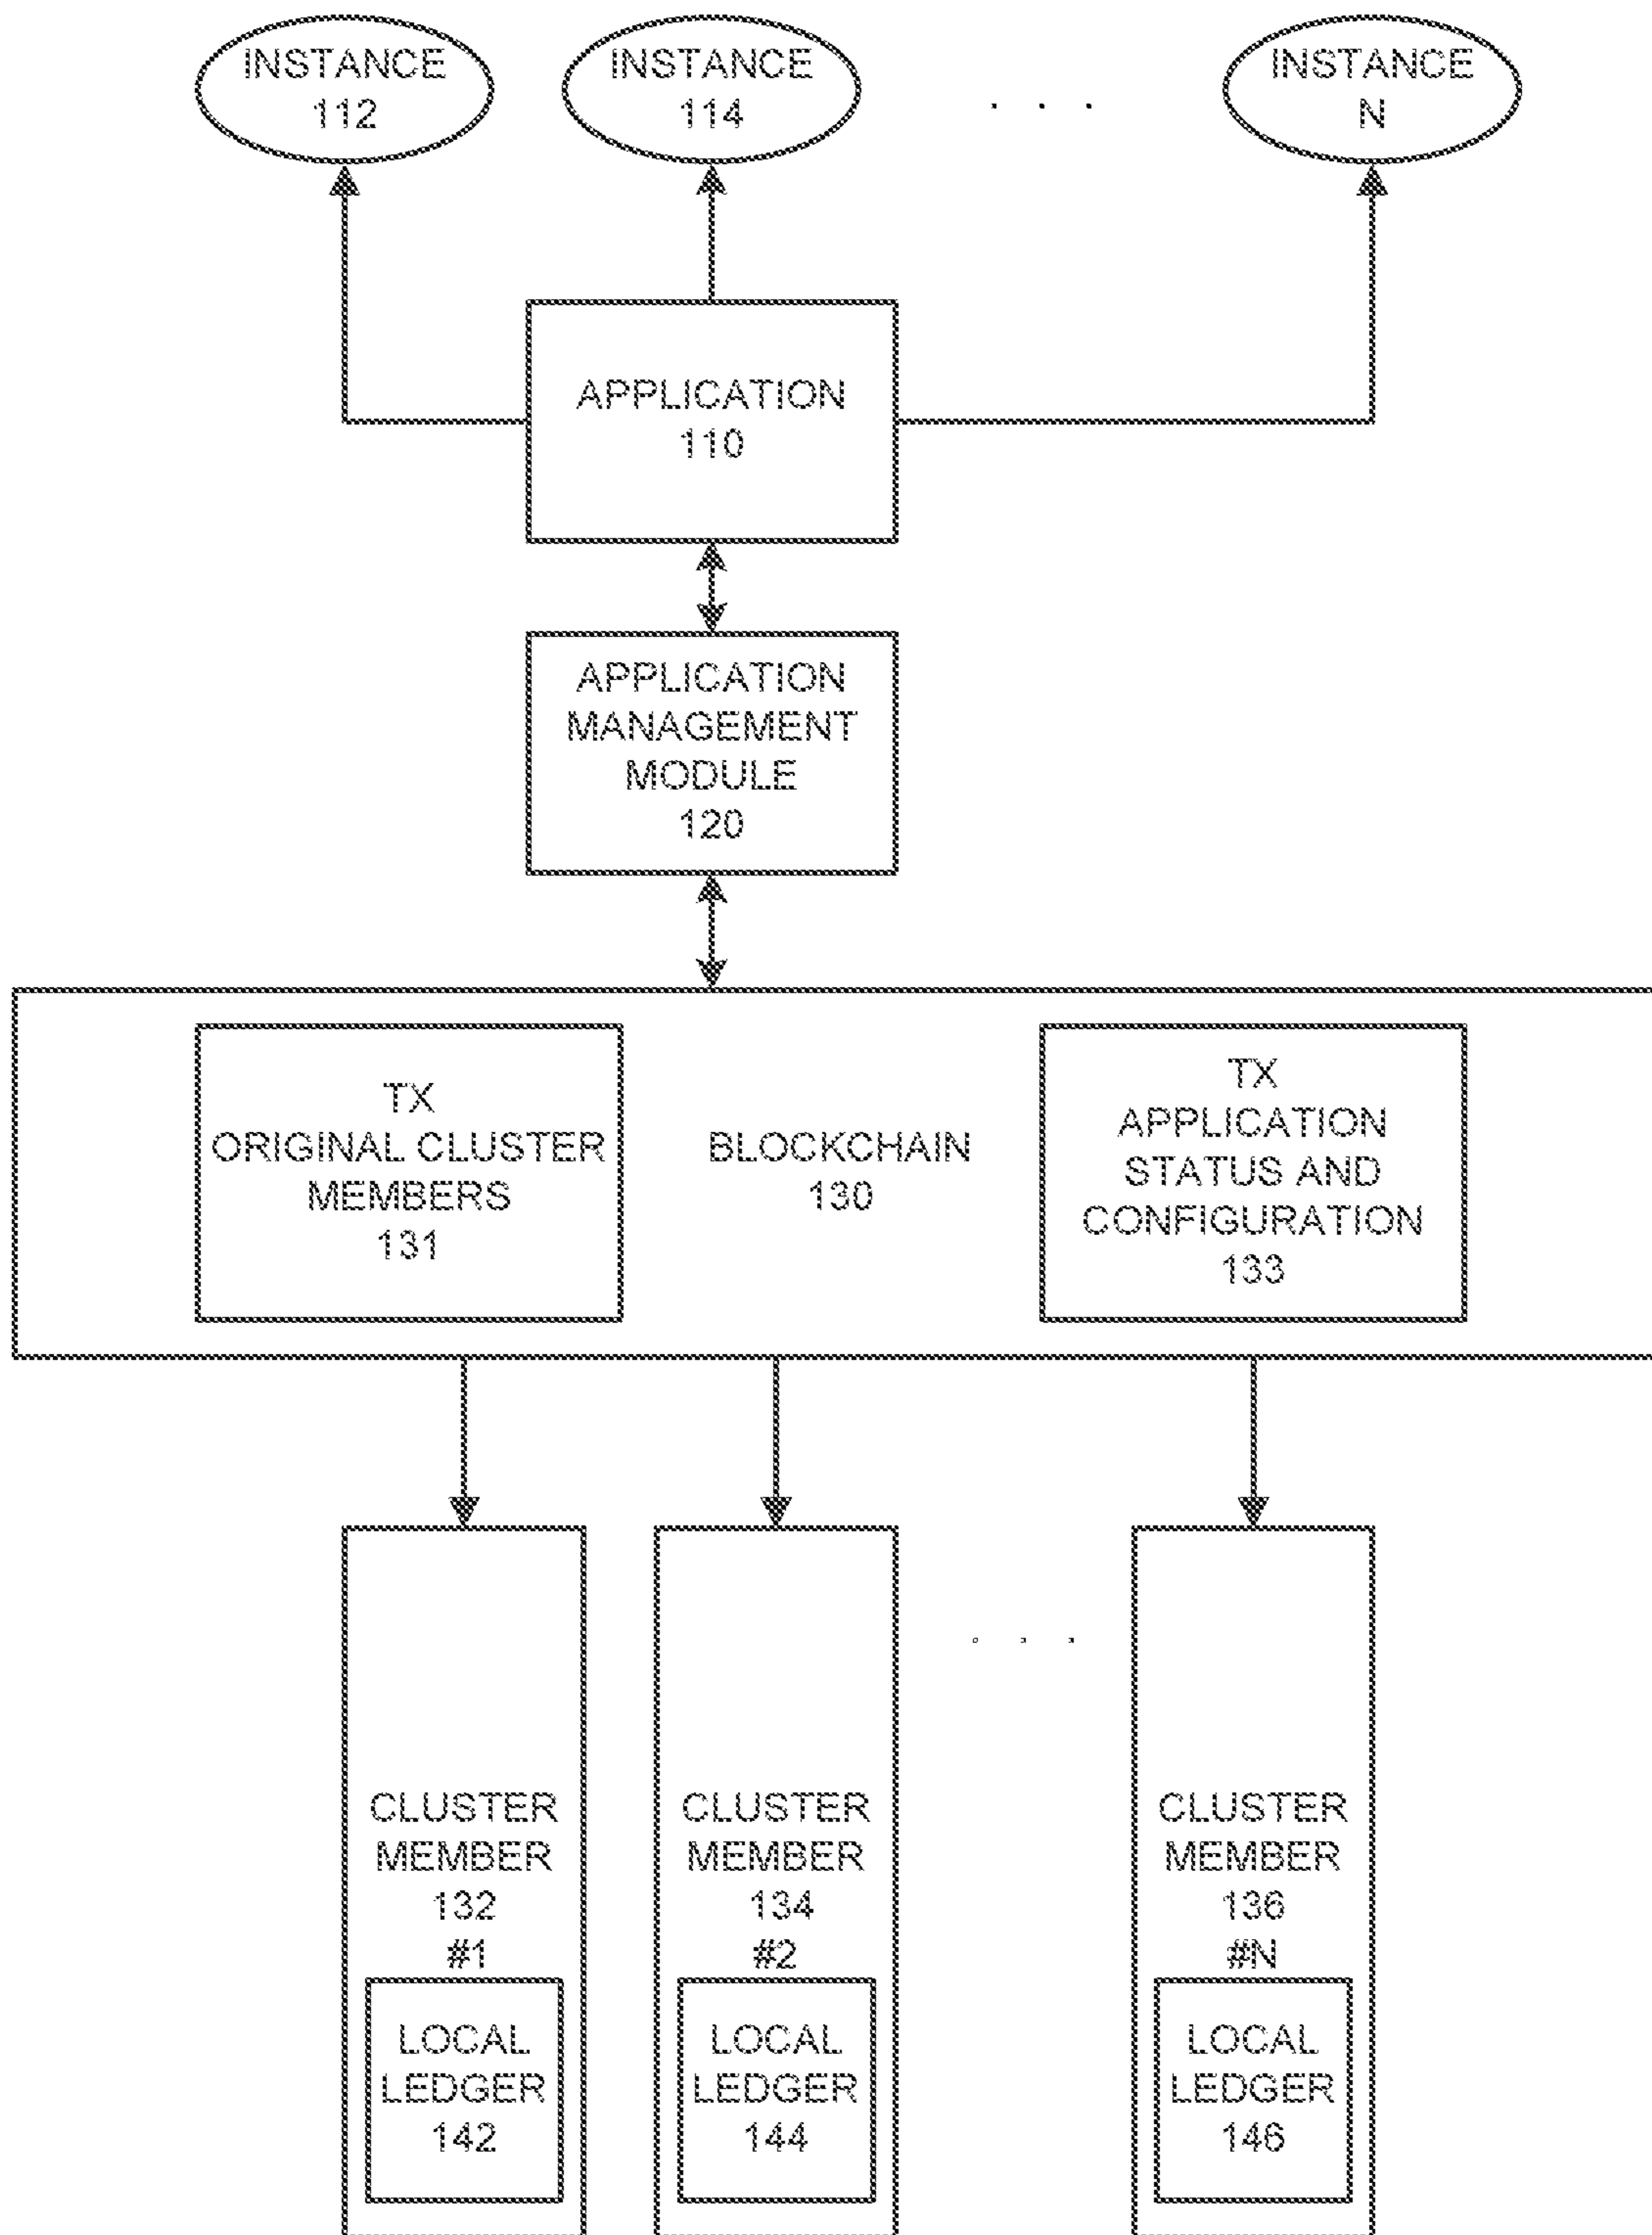 INSTANCE
112
INSTANCE
114
. . .
INSTANCE
N
APPLICATION
110
APPLICATION
MANAGEMENT
MODULE
120
TX
ORIGINAL CLUSTER
MEMBERS
131
BLOCKCHAIN
130
TX
APPLICATION
STATUS AND
CONFIGURATION
133
CLUSTER
MEMBER
132
#1
LOCAL
LEDGER
142
CLUSTER
MEMBER
134
#2
LOCAL
LEDGER
144
. . .
CLUSTER
MEMBER
136
#N
LOCAL
LEDGER
146